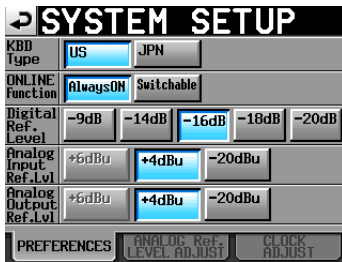 SYSTEM SETUP
KBD Type US JPN
ONLINE Function AlwaysON Switchable
Digital Ref. Level -9dB -14dB -16dB -18dB -20dB
Analog Input Ref.Lvl +6dBu +4dBu -20dBu
Analog Output Ref.Lvl +6dBu +4dBu -20dBu
PREFERENCES ANALOG Ref. LEVEL ADJUST CLOCK ADJUST